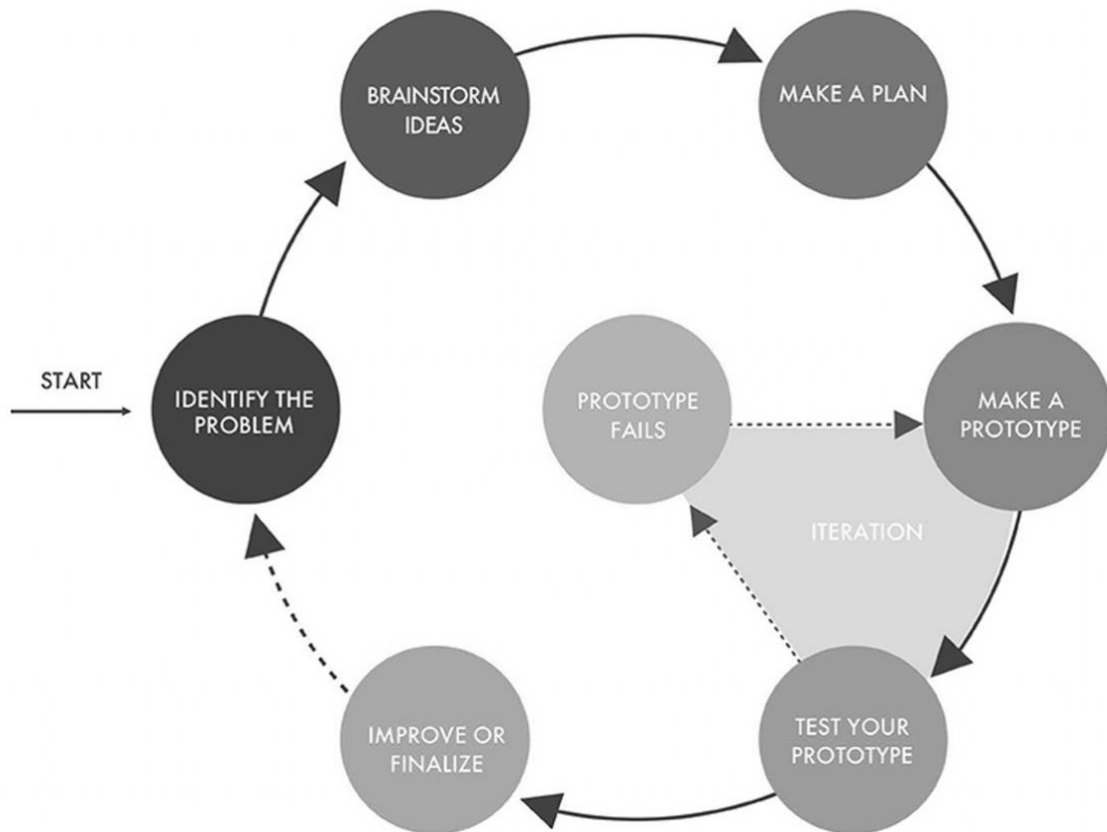 START
IDENTIFY THE
PROBLEM
BRAINSTORM
IDEAS
MAKE A PLAN
MAKE A
PROTOTYPE
TEST YOUR
PROTOTYPE
PROTOTYPE
FAILS
ITERATION
IMPROVE OR
FINALIZE